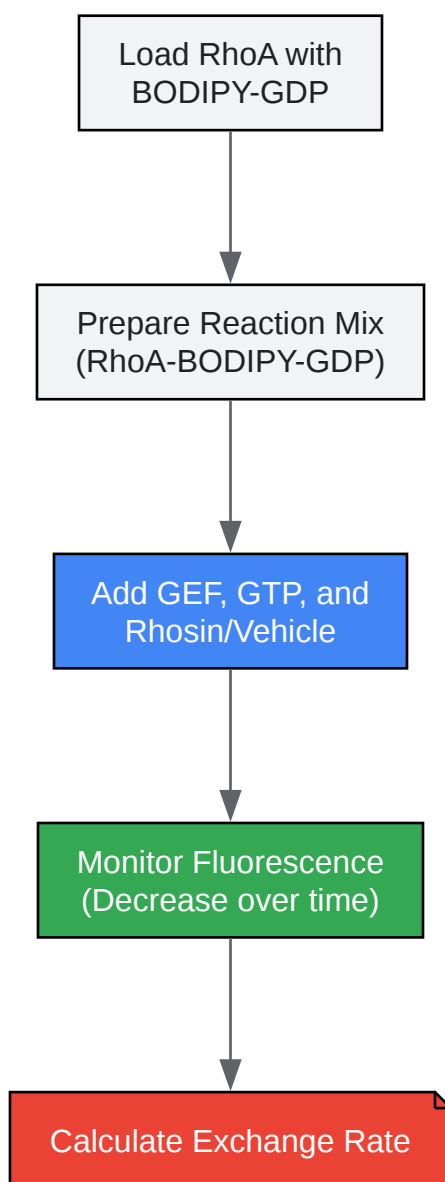 Load RhoA with
BODIPY-GDP
Prepare Reaction Mix
(RhoA-BODIPY-GDP)
Add GEF, GTP, and
Rhosin/Vehicle
Monitor Fluorescence
(Decrease over time)
Calculate Exchange Rate